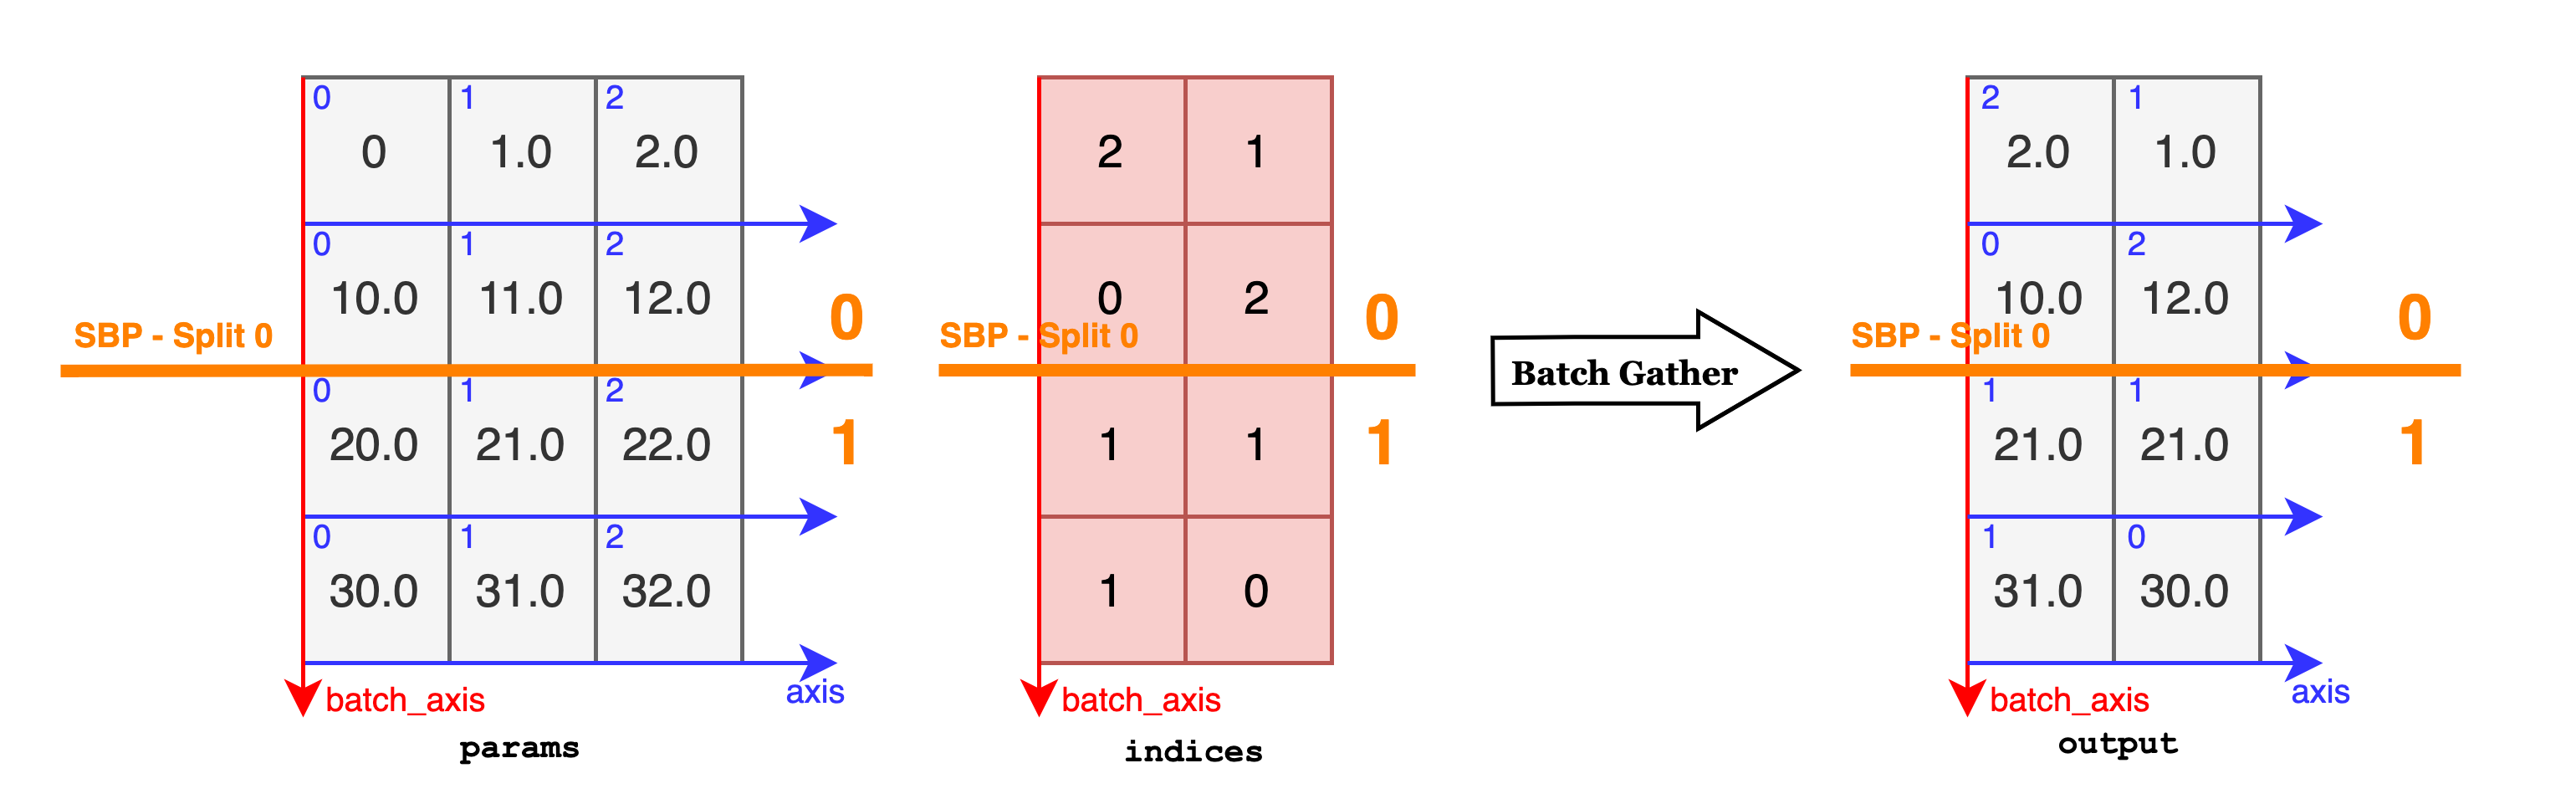 0 1 2
0 1.0 2.0
0 1 2
10.0 11.0 12.0
SBP - Split 0
0
0 1 2
20.0 21.0 22.0
1
0 1 2
30.0 31.0 32.0
batch_axis
axis
params
2 1
0 2
SBP - Split 0
0
1 1
1
1 0
batch_axis
indices
Batch Gather
2 1
2.0 1.0
0 2
10.0 12.0
SBP - Split 0
0
1 1
21.0 21.0
1
1 0
31.0 30.0
batch_axis
axis
output